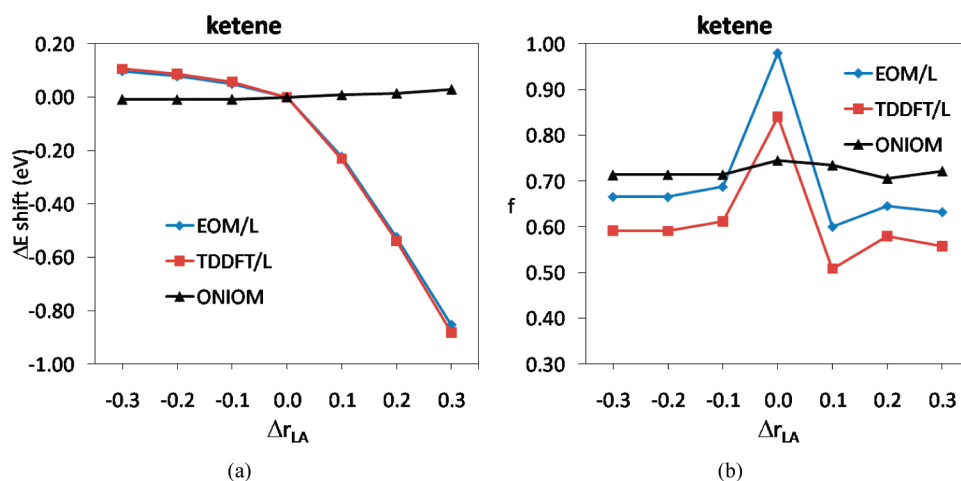 ketene
0.20
0.00
-0.20
-0.40
-0.60
-0.80
-1.00
ΔE shift (eV)
EOM/L
TDDFT/L
ONIOM
-0.3 -0.2 -0.1 0.0 0.1 0.2 0.3
Δr_LA
(a)
ketene
1.00
0.90
0.80
0.70
0.60
0.50
0.40
0.30
f
EOM/L
TDDFT/L
ONIOM
-0.3 -0.2 -0.1 0.0 0.1 0.2 0.3
Δr_LA
(b)